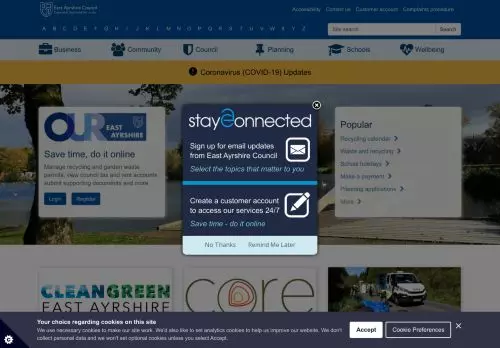 East Ayrshire Council
Accessibility Contact us Customer account Complaints procedure
A B C D E F G H I J K L M N O P Q R S T U V W X Y Z
Site search Search
Business Community Council Planning Schools Wellbeing
Coronavirus (COVID-19) Updates
OUR EAST AYRSHIRE
Save time, do it online
Manage recycling and garden waste
permits, view council tax and rent accounts
submit supporting documents and more
Login Register
stayconnected
Sign up for email updates
from East Ayrshire Council
Select the topics that matter to you
Create a customer account
to access our services 24/7
Save time - do it online
No Thanks Remind Me Later
Popular
Recycling calendar
Waste and recycling
School holidays
Make a payment
Planning applications
More
CLEANGREEN
EAST AYRSHIRE
core
Your choice regarding cookies on this site
We use necessary cookies to make our site work. We'd also like to set analytics cookies to help us improve our website. We don't
collect personal data and we won't set optional cookies unless you select Accept.
Accept Cookie Preferences